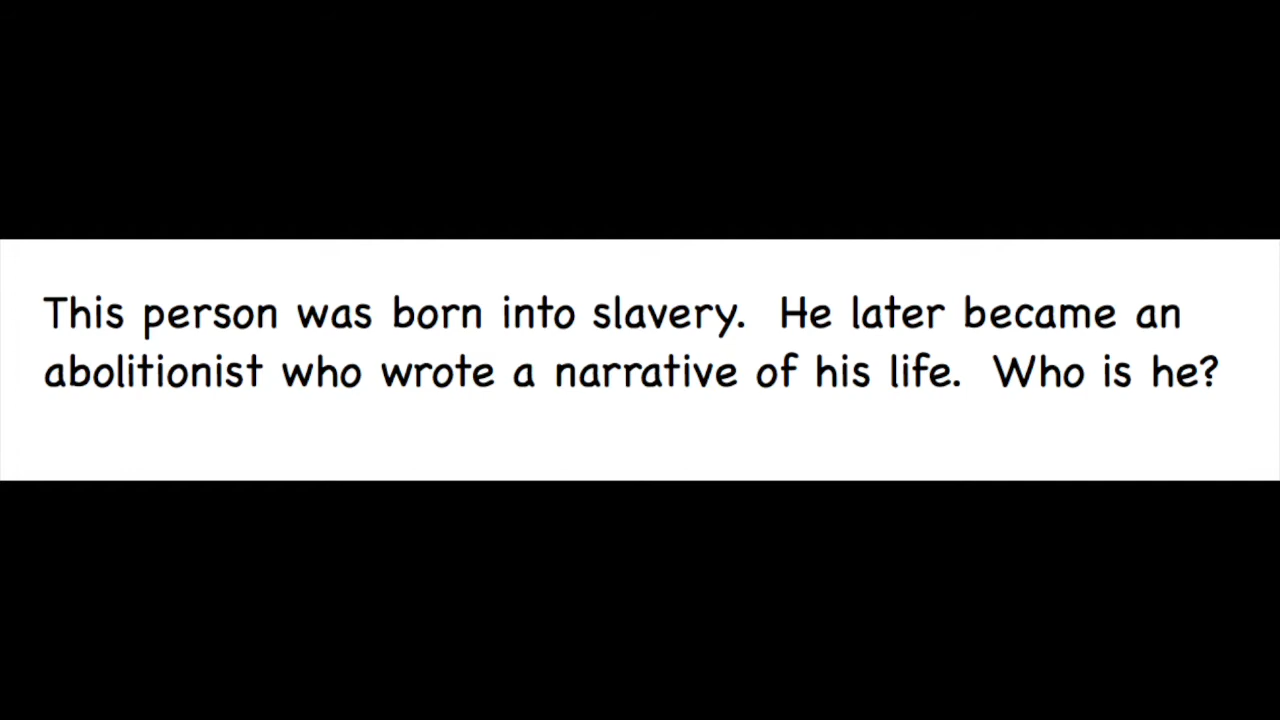 This person was born into slavery.  He later became an
abolitionist who wrote a narrative of his life.  Who is he?